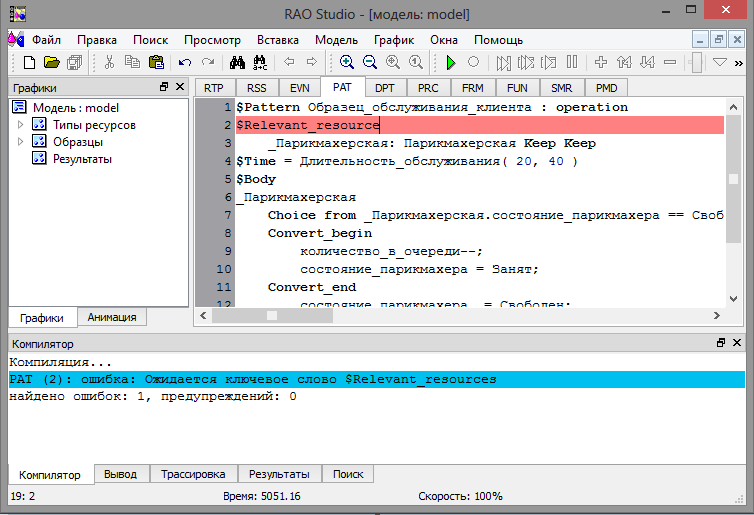 RAO Studio - [модель: model]
Файл Правка Поиск Просмотр Вставка Модель График Окна Помощь
Графики
Модель : model
Типы ресурсов
Образцы
Результаты
Графики Анимация
RTP RSS EVN PAT DPT PRC FRM FUN SMR PMD
1 $Pattern Образец_обслуживания_клиента : operation
2 $Relevant_resource
3 _Парикмахерская: Парикмахерская Keep Keep
4 $Time = Длительность_обслуживания( 20, 40 )
5 $Body
6 _Парикмахерская
7 Choice from _Парикмахерская.состояние_парикмахера == Своб
8 Convert_begin
9 количество_в_очереди--;
10 состояние_парикмахера = Занят;
11 Convert_end
12 состояние_парикмахера = Свободен;
Компилятор
Компиляция...
PAT (2): ошибка: Ожидается ключевое слово $Relevant_resources
найдено ошибок: 1, предупреждений: 0
Компилятор Вывод Трассировка Результаты Поиск
19: 2 Время: 5051.16 Скорость: 100%